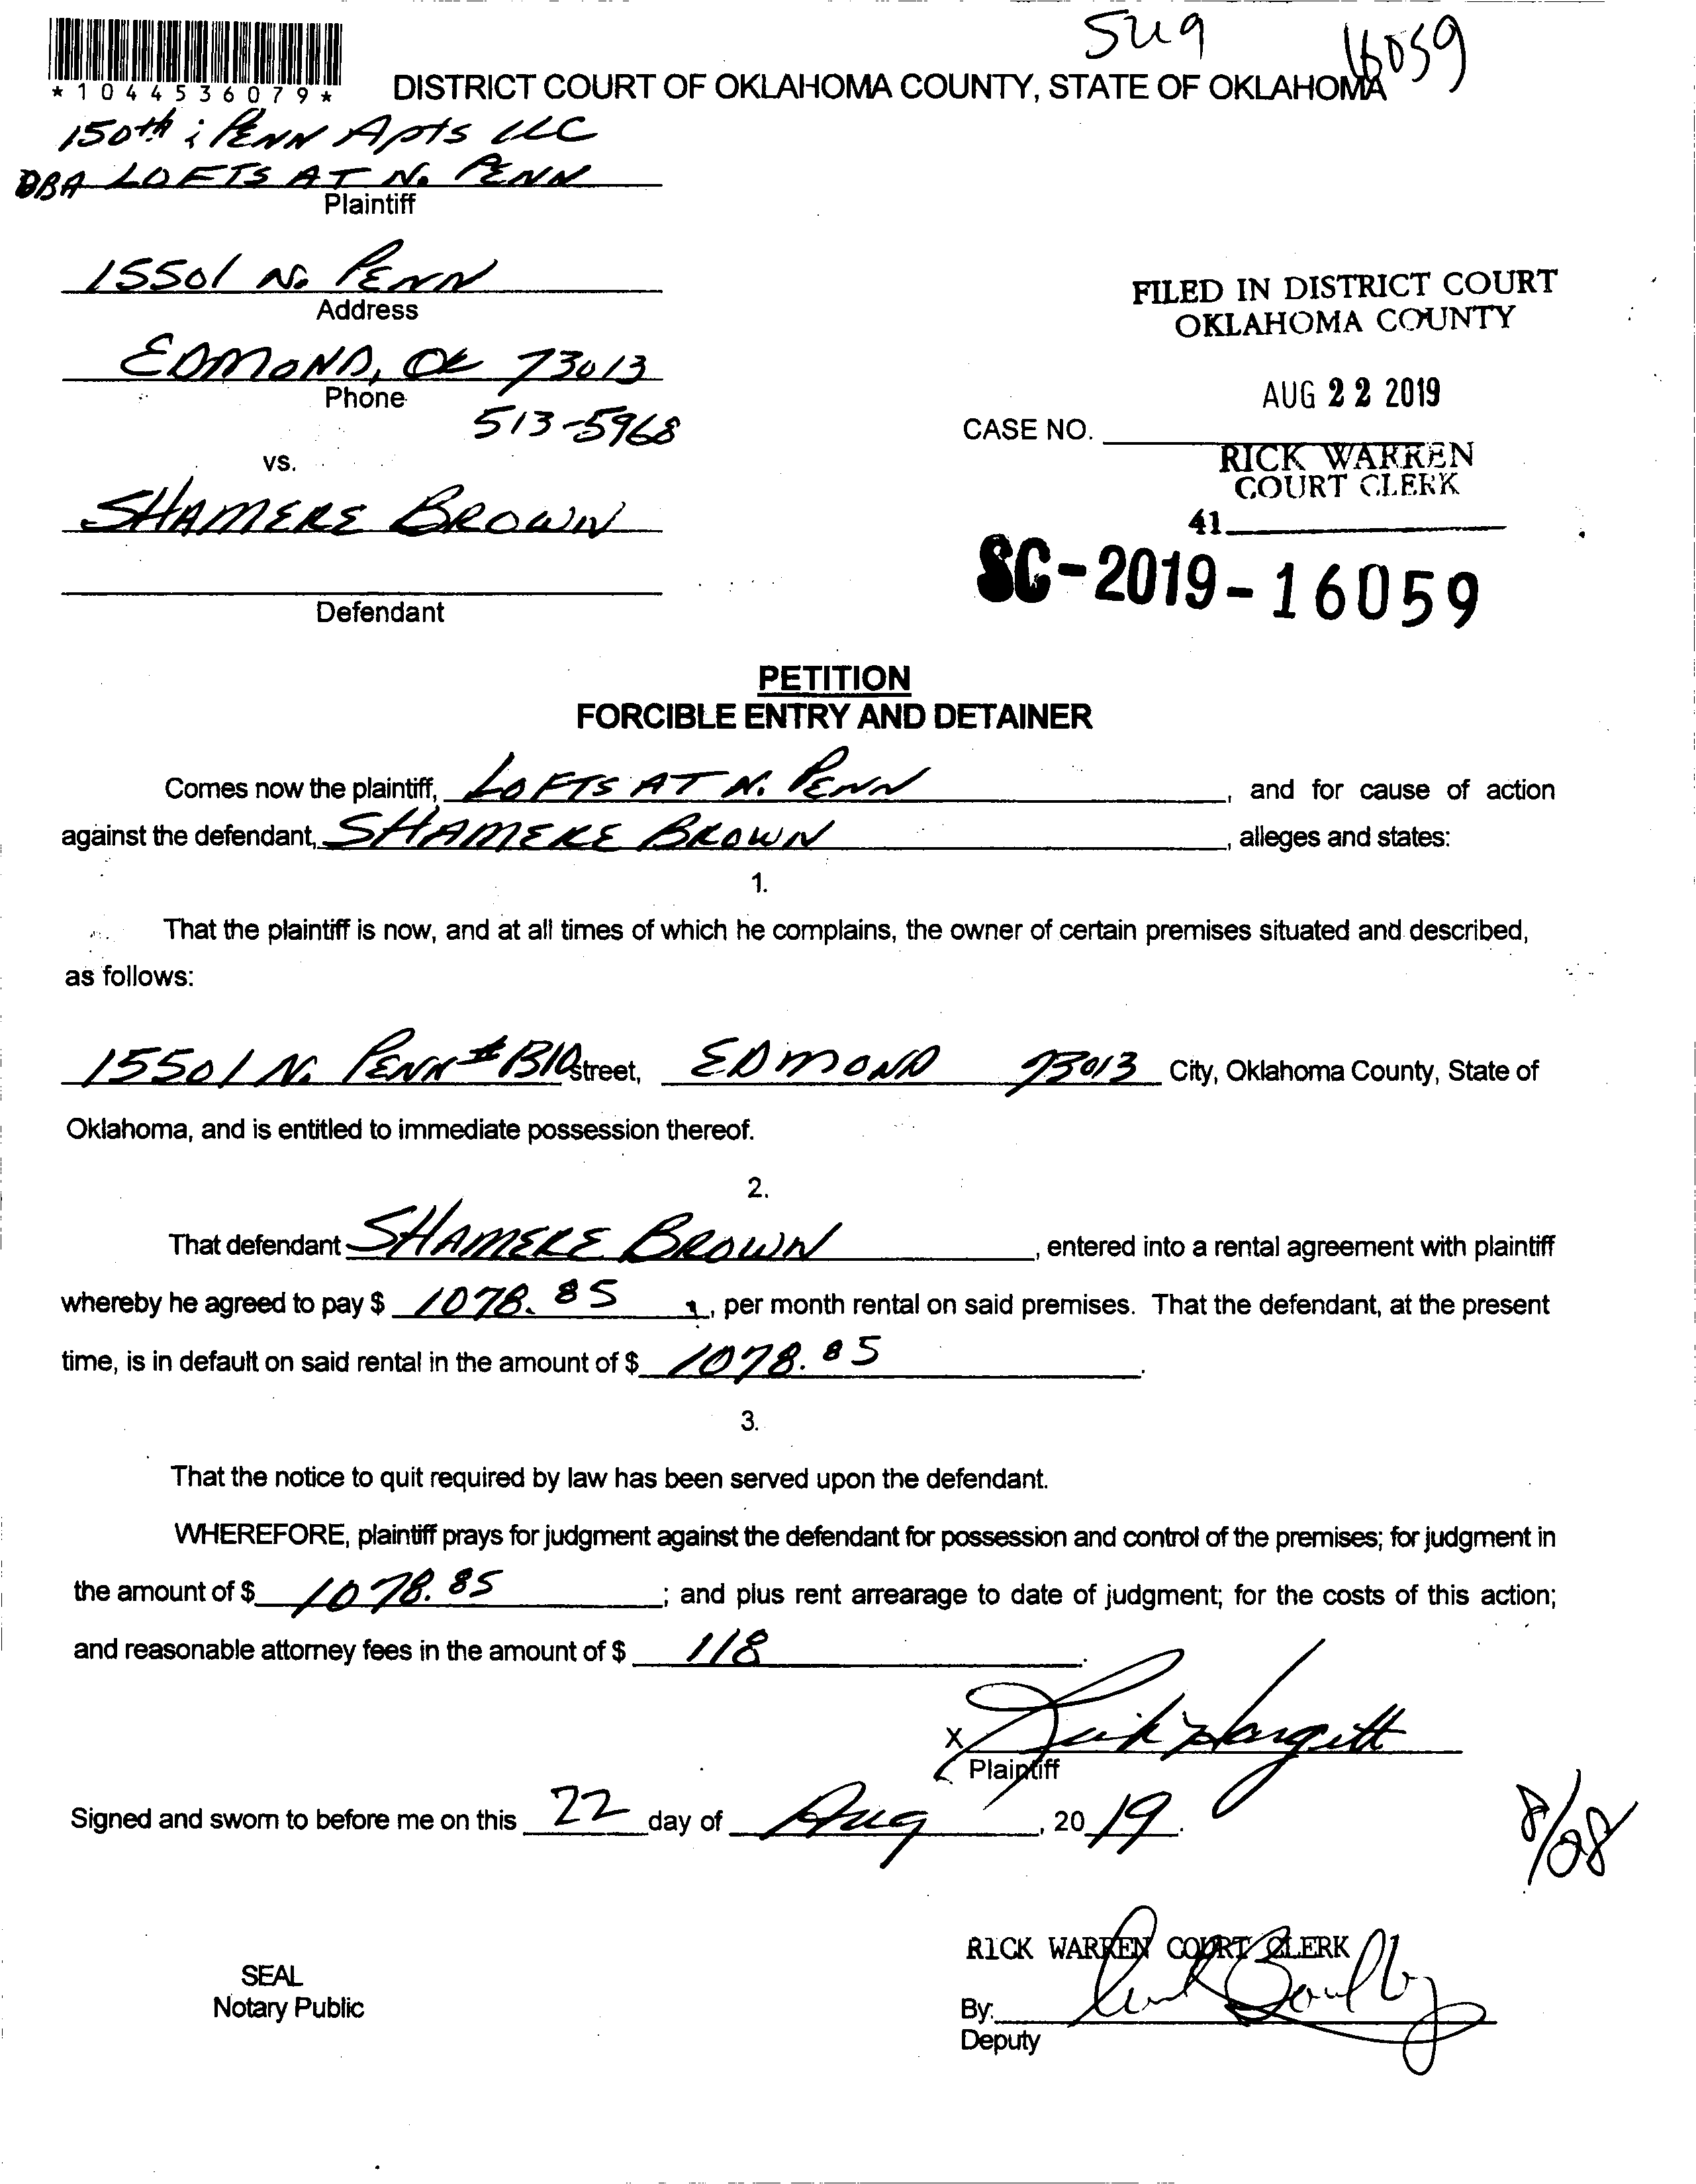 Sug 16059
*1044536079*
DISTRICT COURT OF OKLAHOMA COUNTY, STATE OF OKLAHOMA
150th & PENN Apts LLC
DBA LOFTS AT N. PENN
Plaintiff
15501 N. PENN
Address
EDMOND, OK 73013
Phone
513-5968
vs.
SHAMERE BROWN
Defendant
FILED IN DISTRICT COURT
OKLAHOMA COUNTY
AUG 22 2019
CASE NO.
RICK WARREN
COURT CLERK
41
SC-2019-16059
PETITION
FORCIBLE ENTRY AND DETAINER
Comes now the plaintiff, LOFTS AT N. PENN, and for cause of action
against the defendant, SHAMERE BROWN, alleges and states:
1.
That the plaintiff is now, and at all times of which he complains, the owner of certain premises situated and described,
as follows:
15501 N. PENN # B10 street, EDMOND 73013 City, Oklahoma County, State of
Oklahoma, and is entitled to immediate possession thereof.
2.
That defendant SHAMERE BROWN, entered into a rental agreement with plaintiff
whereby he agreed to pay $ 1078.85, per month rental on said premises. That the defendant, at the present
time, is in default on said rental in the amount of $ 1078.85.
3.
That the notice to quit required by law has been served upon the defendant.
WHEREFORE, plaintiff prays for judgment against the defendant for possession and control of the premises; for judgment in
the amount of $ 1078.85; and plus rent arrearage to date of judgment; for the costs of this action;
and reasonable attorney fees in the amount of $ 118.
X
Plaintiff
Signed and sworn to before me on this 22 day of Aug, 2019.
8/28
RICK WARREN COURT CLERK
SEAL
Notary Public
By:
Deputy